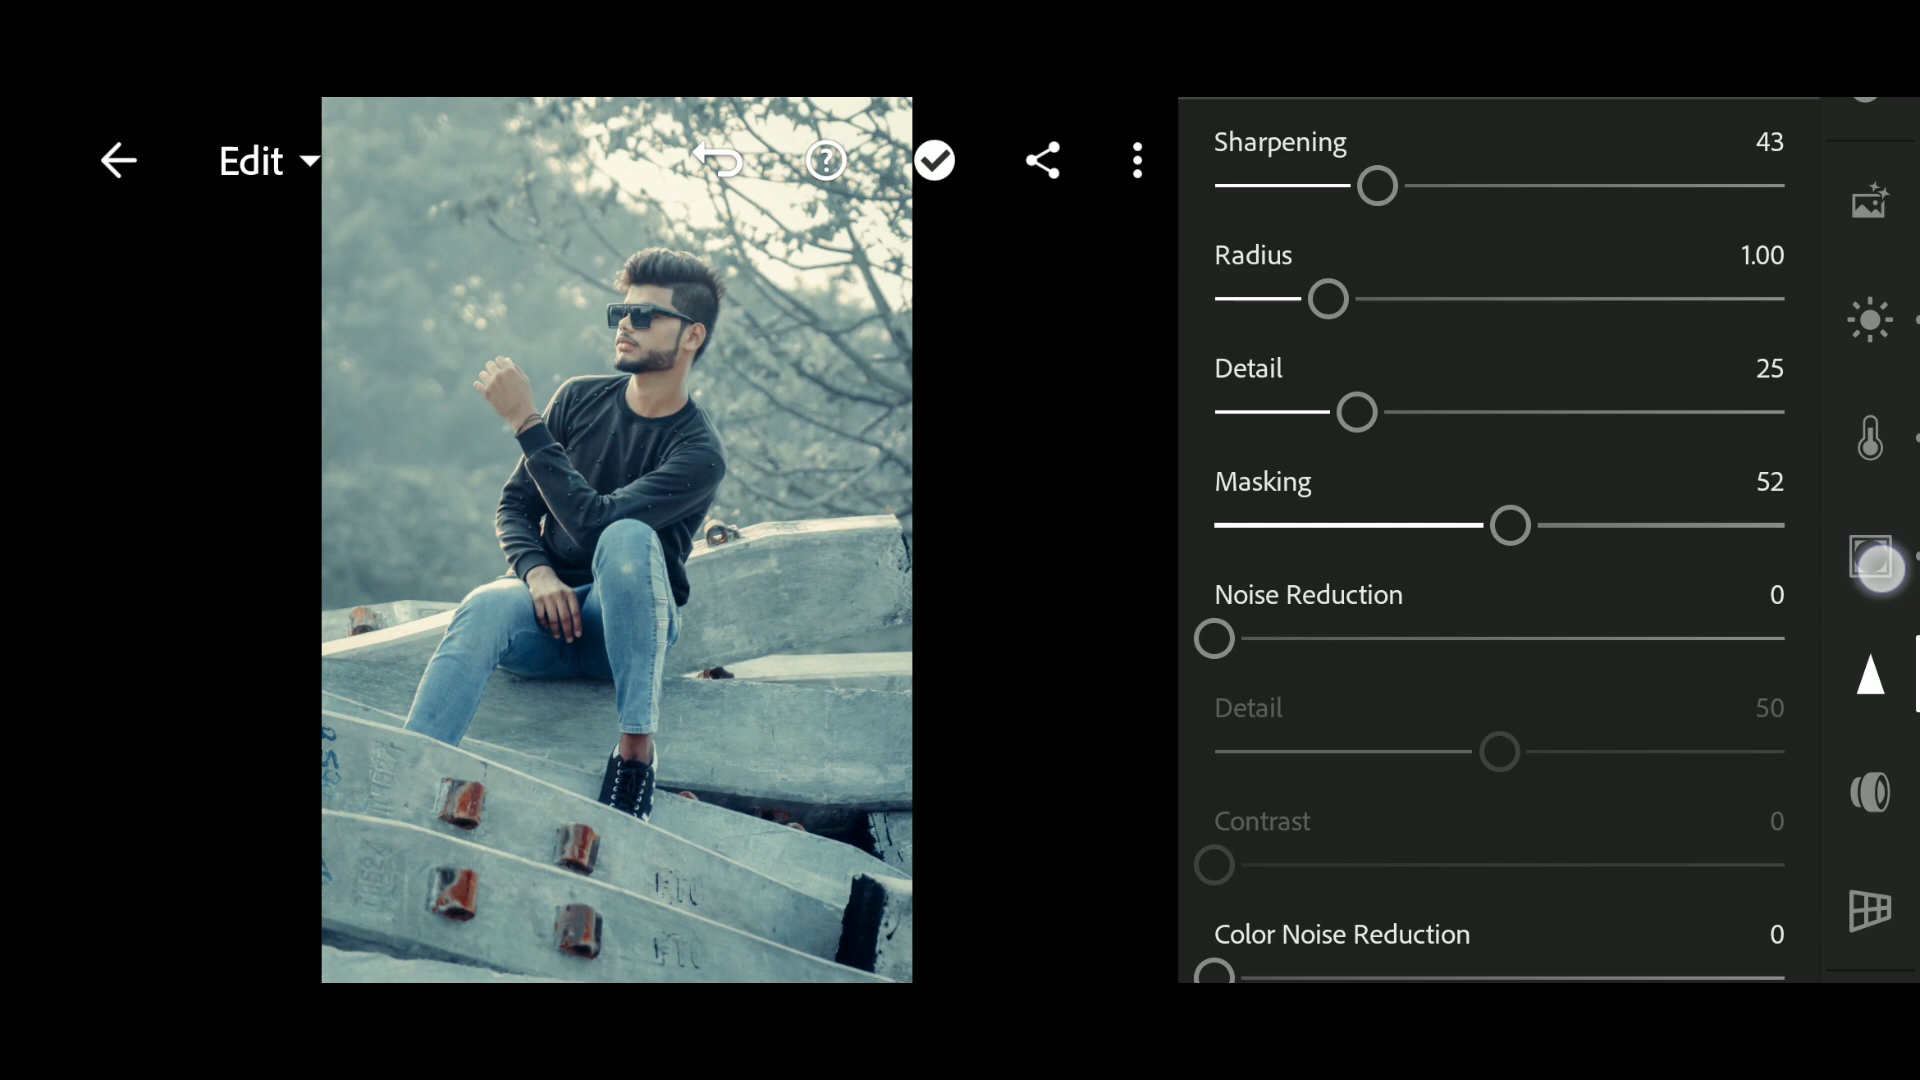 Edit
Sharpening 43
Radius 1.00
Detail 25
Masking 52
Noise Reduction 0
Detail 50
Contrast 0
Color Noise Reduction 0